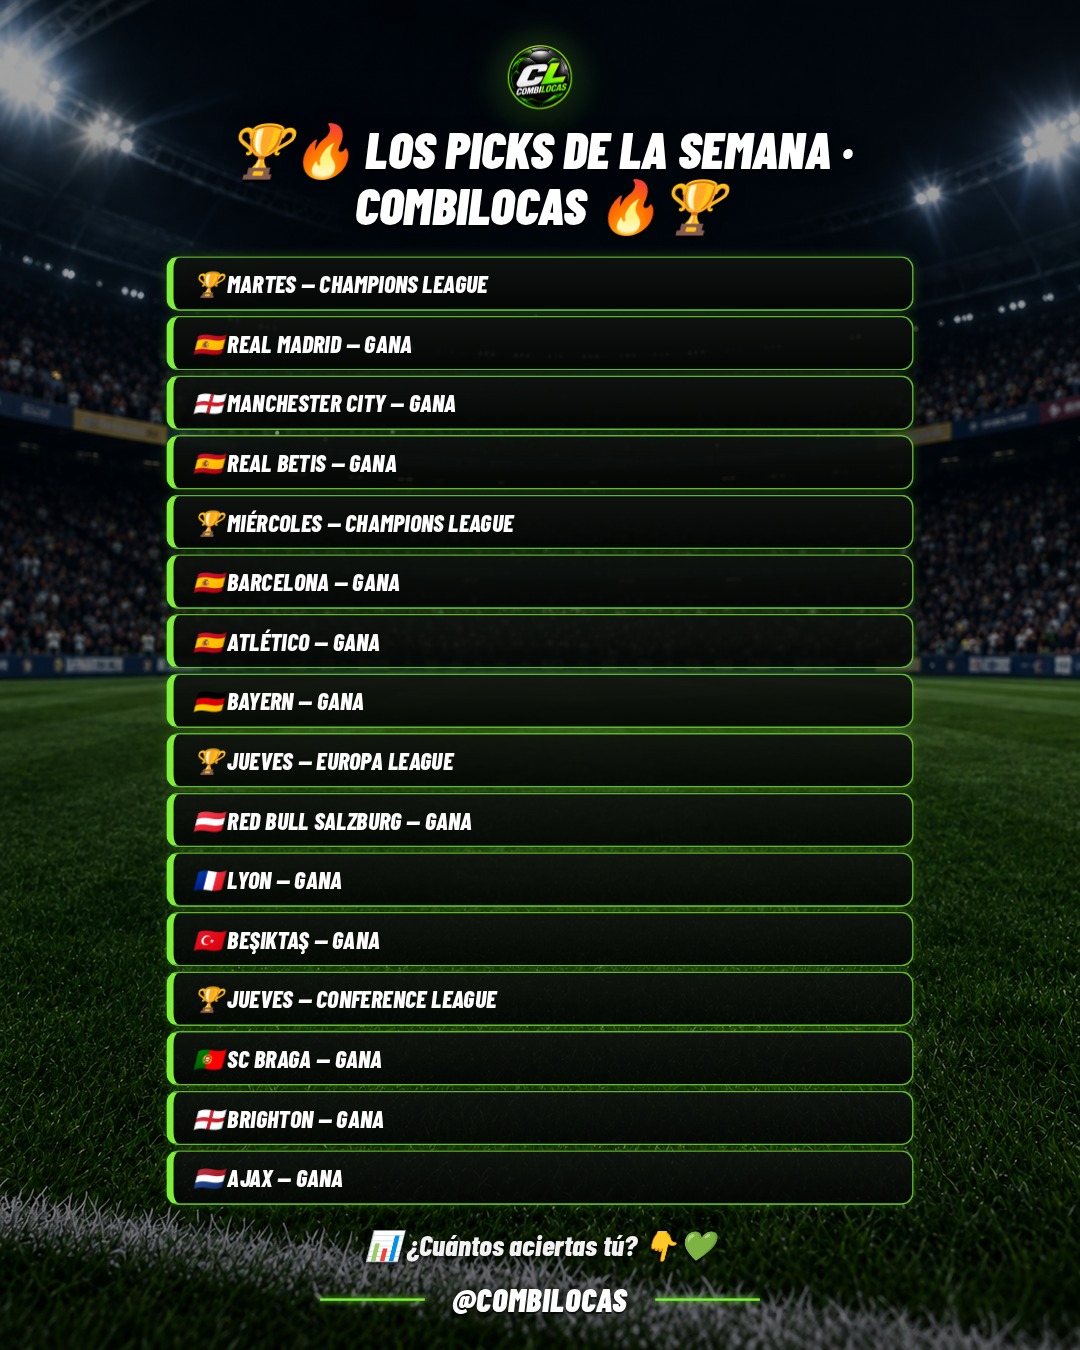 CL
COMBILOCAS
🏆🔥 LOS PICKS DE LA SEMANA ·
COMBILOCAS 🔥🏆
🏆MARTES – CHAMPIONS LEAGUE
🇪🇸REAL MADRID – GANA
🏴󠁧󠁢󠁥󠁮󠁧󠁿MANCHESTER CITY – GANA
🇪🇸REAL BETIS – GANA
🏆MIÉRCOLES – CHAMPIONS LEAGUE
🇪🇸BARCELONA – GANA
🇪🇸ATLÉTICO – GANA
🇩🇪BAYERN – GANA
🏆JUEVES – EUROPA LEAGUE
🇦🇹RED BULL SALZBURG – GANA
🇫🇷LYON – GANA
🇹🇷BEŞIKTAŞ – GANA
🏆JUEVES – CONFERENCE LEAGUE
🇵🇹SC BRAGA – GANA
🏴󠁧󠁢󠁥󠁮󠁧󠁿BRIGHTON – GANA
🇳🇱AJAX – GANA
📊¿Cuántos aciertas tú? 👇💚
@COMBILOCAS